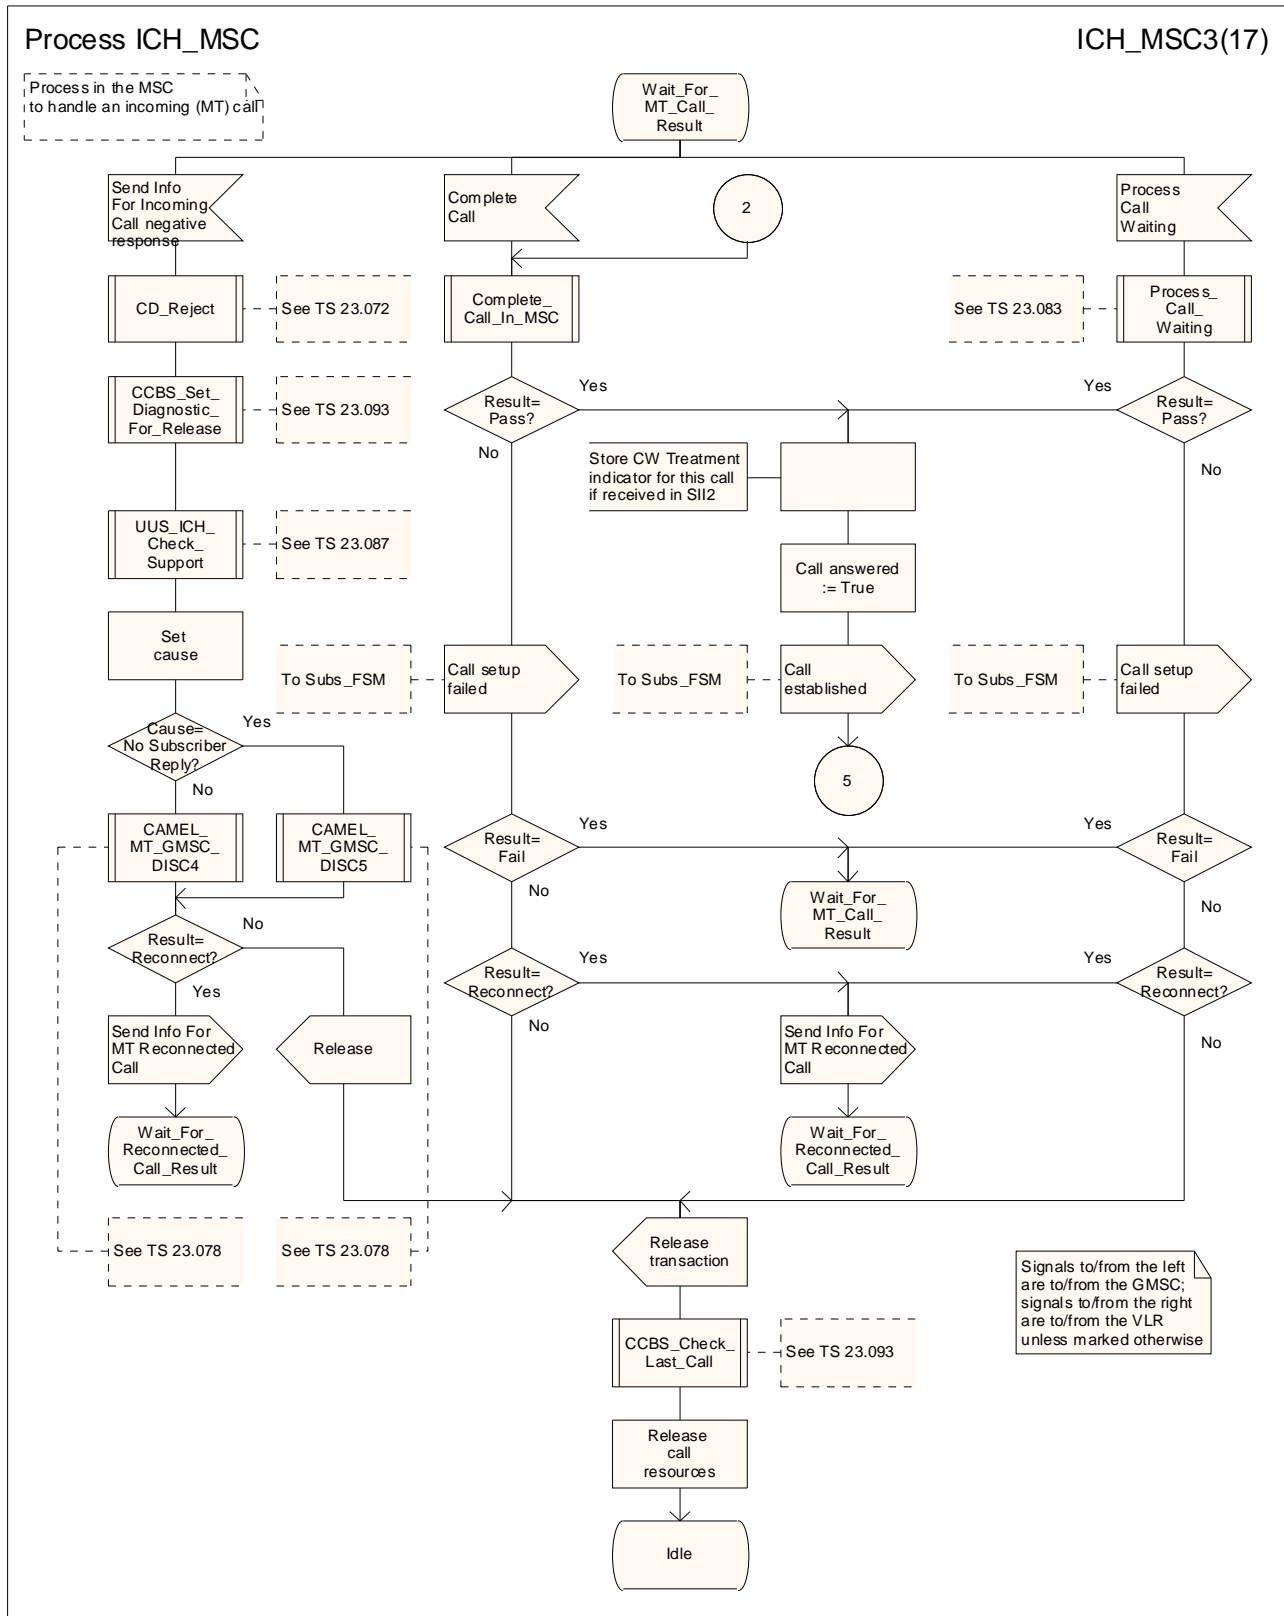 Process ICH_MSC
ICH_MSC3(17)
Process in the MSC
to handle an incoming (MT) call
Wait_For_
MT_Call_
Result
Send Info
For Incoming
Call negative
response
Complete
Call
2
Process
Call
Waiting
CD_Reject
See TS 23.072
Complete_
Call_In_MSC
See TS 23.083
Process_
Call_
Waiting
CCBS_Set_
Diagnostic_
For_Release
See TS 23.093
Result=
Pass?
Yes
No
Yes
Result=
Pass?
No
Store CW Treatment
indicator for this call
if received in SII2
UUS_ICH_
Check_
Support
See TS 23.087
Call answered
:= True
Set
cause
To Subs_FSM
Call setup
failed
To Subs_FSM
Call
established
To Subs_FSM
Call setup
failed
Cause=
No Subscriber
Reply?
Yes
No
5
CAMEL_
MT_GMSC_
DISC4
CAMEL_
MT_GMSC_
DISC5
Result=
Fail
Yes
No
Yes
Result=
Fail
No
Wait_For_
MT_Call_
Result
Result=
Reconnect?
No
Yes
Result=
Reconnect?
Yes
No
Yes
Result=
Reconnect?
No
Send Info For
MT Reconnected
Call
Release
Send Info For
MT Reconnected
Call
Wait_For_
Reconnected_
Call_Result
Wait_For_
Reconnected_
Call_Result
See TS 23.078
See TS 23.078
Release
transaction
Signals to/from the left
are to/from the GMSC;
signals to/from the right
are to/from the VLR
unless marked otherwise
CCBS_Check_
Last_Call
See TS 23.093
Release
call
resources
Idle